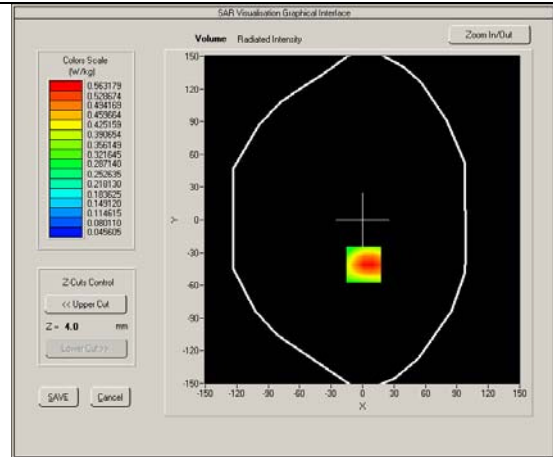 SAR Visualisation Graphical Interface
Volume Radiated Intensity
Zoom In/Out
Colors Scale
(W/kg)
0.563179
0.528674
0.494169
0.459664
0.425159
0.390654
0.356149
0.321645
0.287140
0.252635
0.218130
0.183625
0.149120
0.114615
0.080110
0.045605
Z-Cuts Control
<< Upper Cut
Z = 4.0 mm
Lower Cut >>
SAVE
Cancel
150
120
90
60
30
0
-30
-60
-90
-120
-150
Y
-150 -120 -90 -60 -30 0 30 60 90 120 150
X